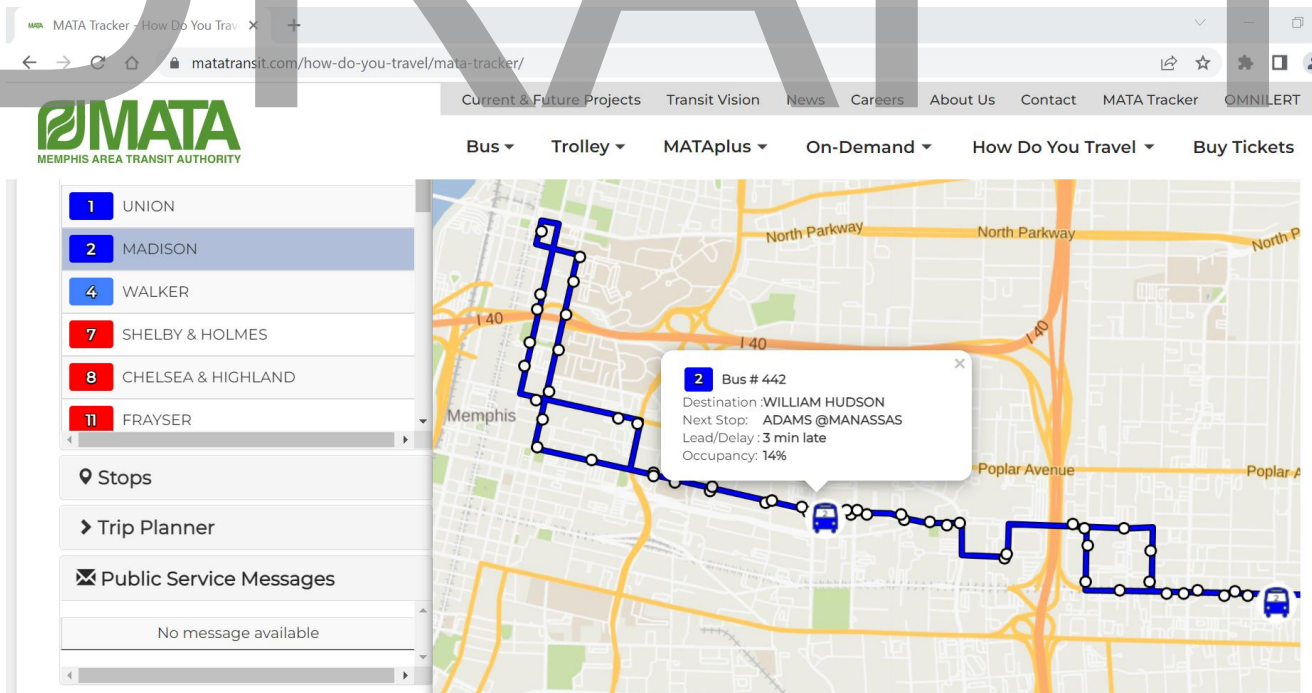 DRAFT
MATA Tracker - How Do You Trav
matatransit.com/how-do-you-travel/mata-tracker/
Current & Future Projects Transit Vision News Careers About Us Contact MATA Tracker OMNILERT
MATA
MEMPHIS AREA TRANSIT AUTHORITY
Bus Trolley MATAplus On-Demand How Do You Travel Buy Tickets
1 UNION
2 MADISON
4 WALKER
7 SHELBY & HOLMES
8 CHELSEA & HIGHLAND
11 FRAYSER
Stops
Trip Planner
Public Service Messages
No message available
North Parkway
North Parkway
North P
I 40
I 40
I 40
Memphis
2 Bus # 442
Destination :WILLIAM HUDSON
Next Stop: ADAMS @MANASSAS
Lead/Delay : 3 min late
Occupancy: 14%
Poplar Avenue
Poplar A
2
2